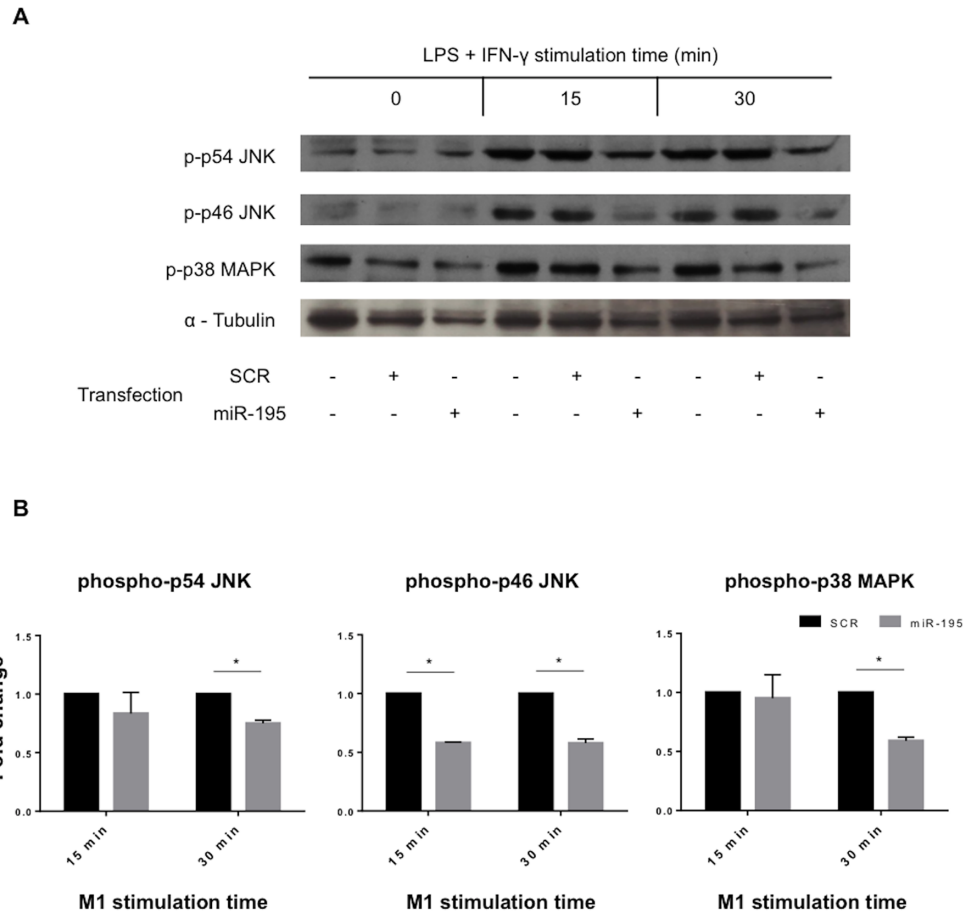 A
LPS + IFN-γ stimulation time (min)
0 15 30
p-p54 JNK
p-p46 JNK
p-p38 MAPK
α - Tubulin
Transfection
SCR - + - - + - - + -
miR-195 - - + - - + - - +
B
phospho-p54 JNK phospho-p46 JNK phospho-p38 MAPK
SCR miR-195
1.5 1.5 1.5
* * * *
1.0 1.0 1.0
0.5 0.5 0.5
0.0 0.0 0.0
15 min 30 min 15 min 30 min 15 min 30 min
M1 stimulation time M1 stimulation time M1 stimulation time